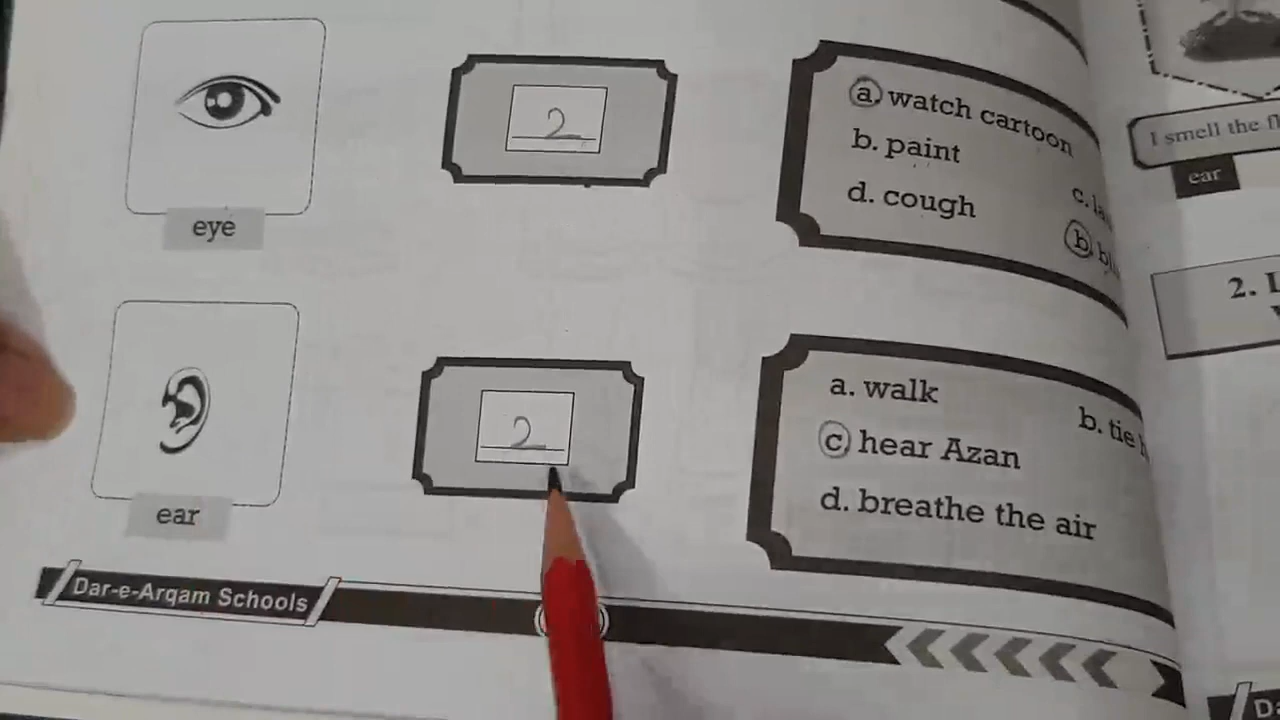 2
a. watch cartoon
b. paint
d. cough
eye
2
a. walk
c. hear Azan
b. tie
d. breathe the air
ear
Dar-e-Arqam Schools
I smell the
ear
2.